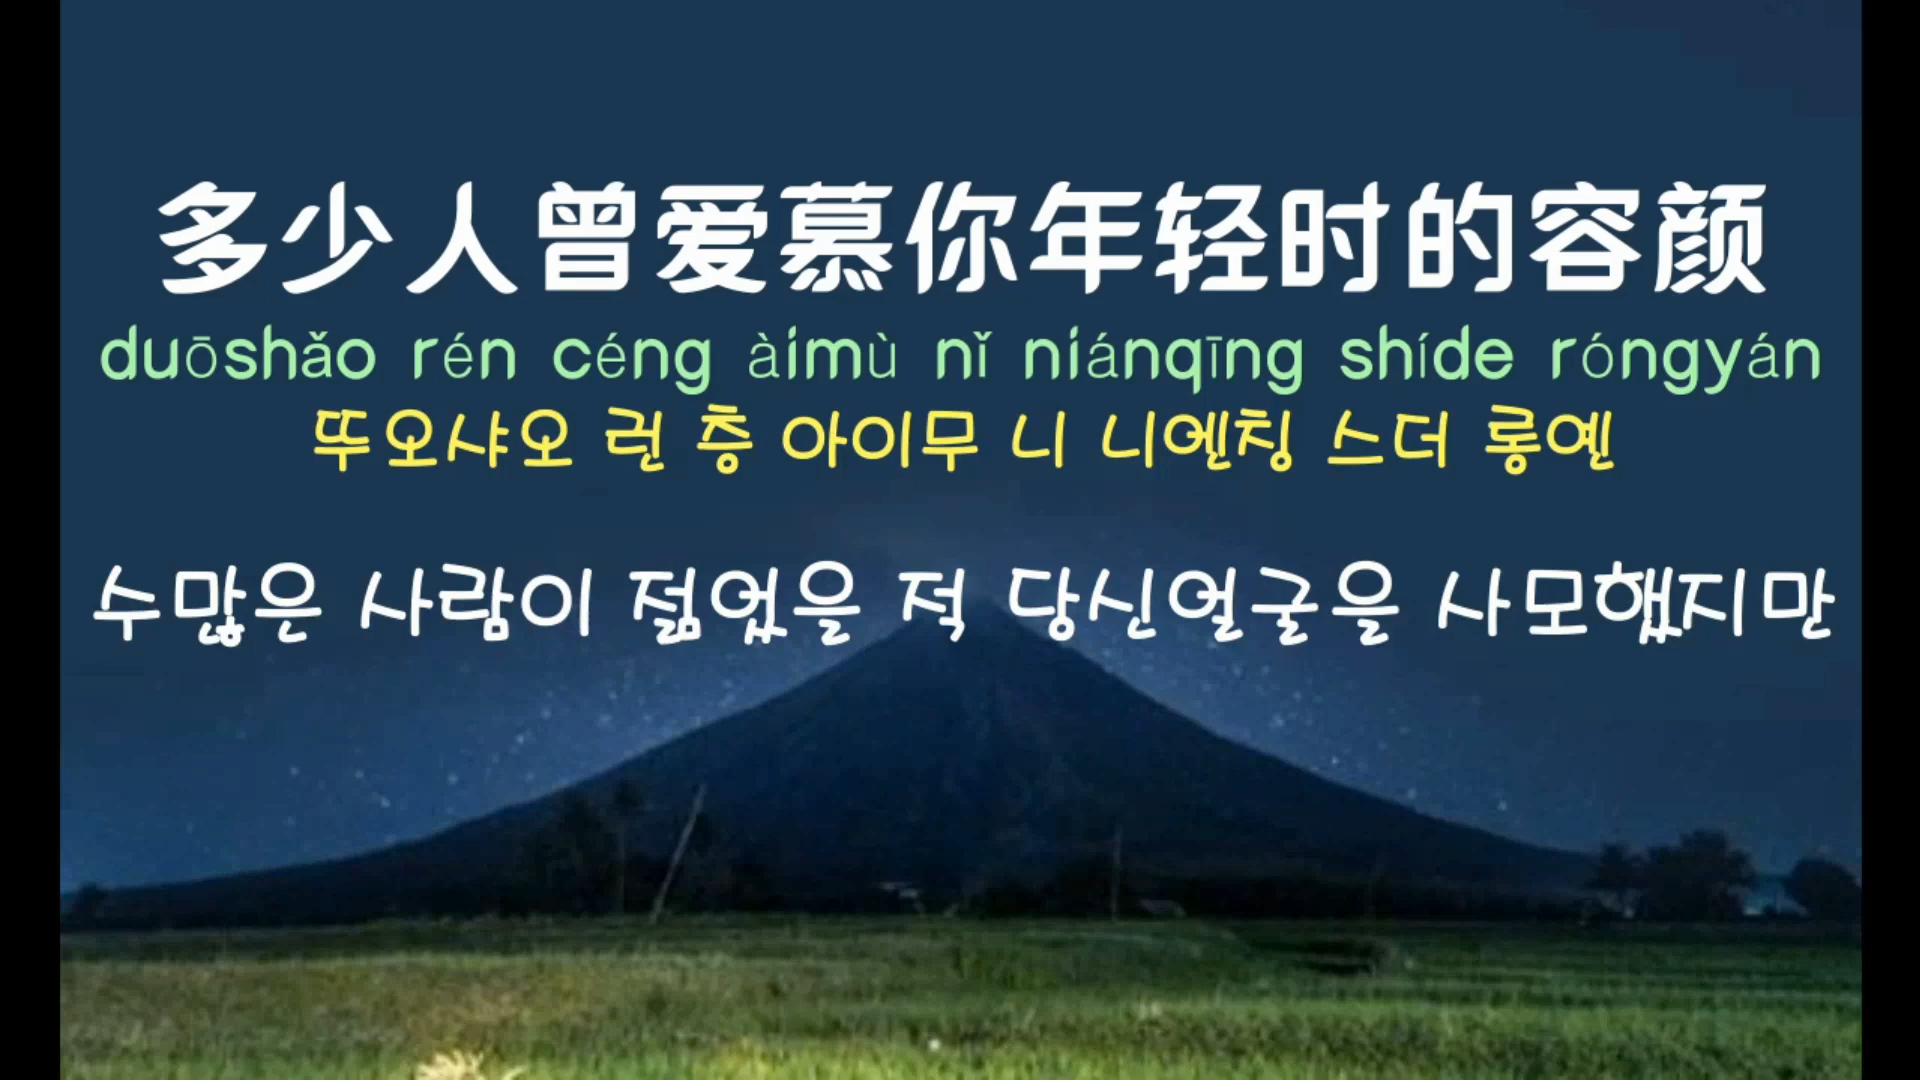 多少人曾爱慕你年轻时的容颜
duōshǎo rén céng àimù nǐ niánqīng shíde róngyán
뚜오샤오 런 층 아이무 니 니엔칭 스더 롱옌
수많은 사람이 젊었을 적 당신얼굴을 사모했지만